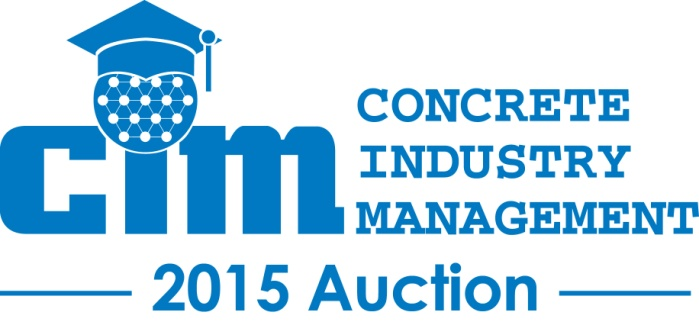 cim
CONCRETE
INDUSTRY
MANAGEMENT
2015 Auction